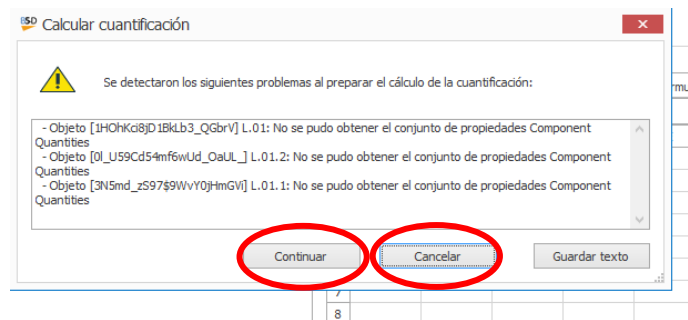 BSD Calcular cuantificación
Se detectaron los siguientes problemas al preparar el cálculo de la cuantificación:
rmu
- Objeto [1HOhKci8jD1BkLb3_QGbrV] L.01: No se pudo obtener el conjunto de propiedades Component
Quantities
- Objeto [0l_U59Cd54mf6wUd_OaUL_] L.01.2: No se pudo obtener el conjunto de propiedades Component
Quantities
- Objeto [3N5md_zS97$9WvY0jHmGVi] L.01.1: No se pudo obtener el conjunto de propiedades Component
Quantities
Continuar Cancelar Guardar texto
7
8